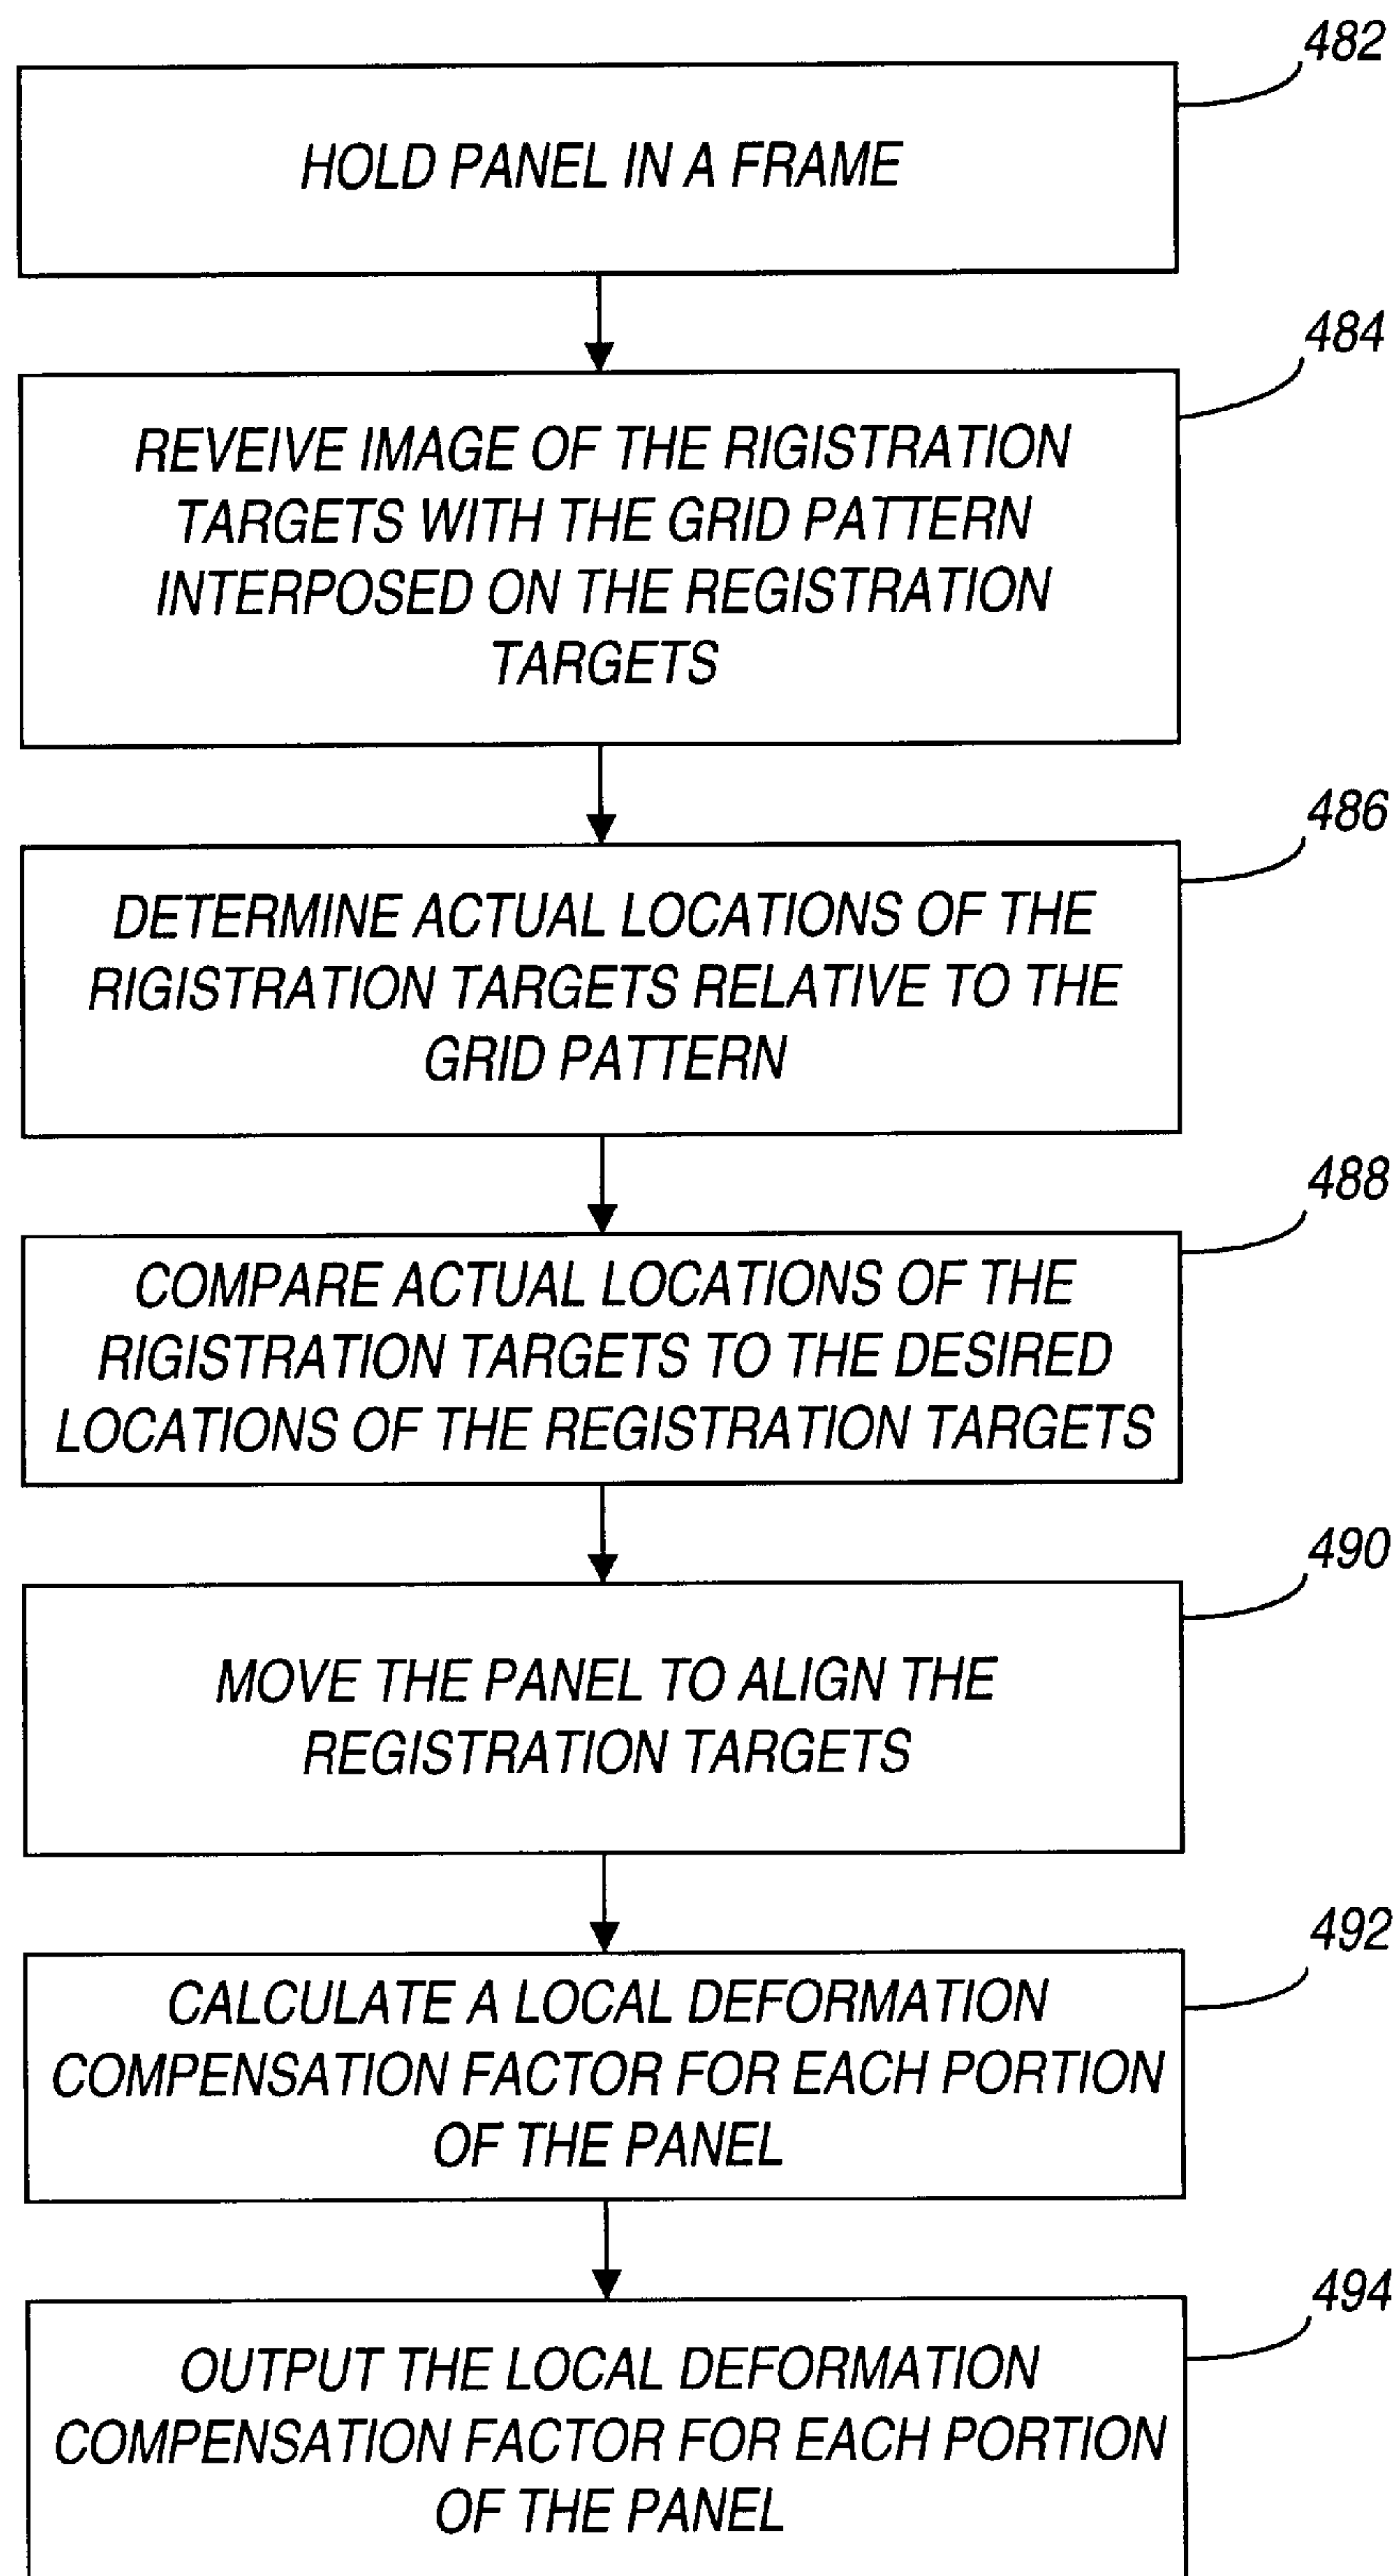 482
HOLD PANEL IN A FRAME
484
REVEIVE IMAGE OF THE RIGISTRATION
TARGETS WITH THE GRID PATTERN
INTERPOSED ON THE REGISTRATION
TARGETS
486
DETERMINE ACTUAL LOCATIONS OF THE
RIGISTRATION TARGETS RELATIVE TO THE
GRID PATTERN
488
COMPARE ACTUAL LOCATIONS OF THE
RIGISTRATION TARGETS TO THE DESIRED
LOCATIONS OF THE REGISTRATION TARGETS
490
MOVE THE PANEL TO ALIGN THE
REGISTRATION TARGETS
492
CALCULATE A LOCAL DEFORMATION
COMPENSATION FACTOR FOR EACH PORTION
OF THE PANEL
494
OUTPUT THE LOCAL DEFORMATION
COMPENSATION FACTOR FOR EACH PORTION
OF THE PANEL